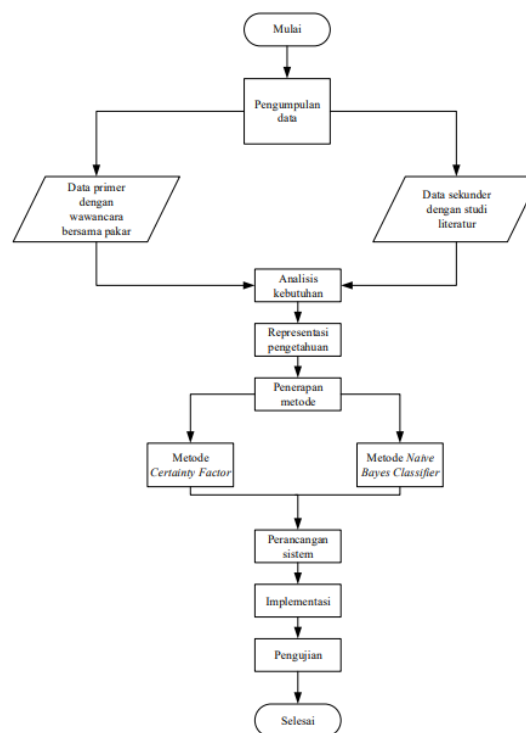 Mulai
Pengumpulan
data
Data primer
dengan
wawancara
bersama pakar
Data sekunder
dengan studi
literatur
Analisis
kebutuhan
Representasi
pengetahuan
Penerapan
metode
Metode
Certainty Factor
Metode Naive
Bayes Classifier
Perancangan
sistem
Implementasi
Pengujian
Selesai